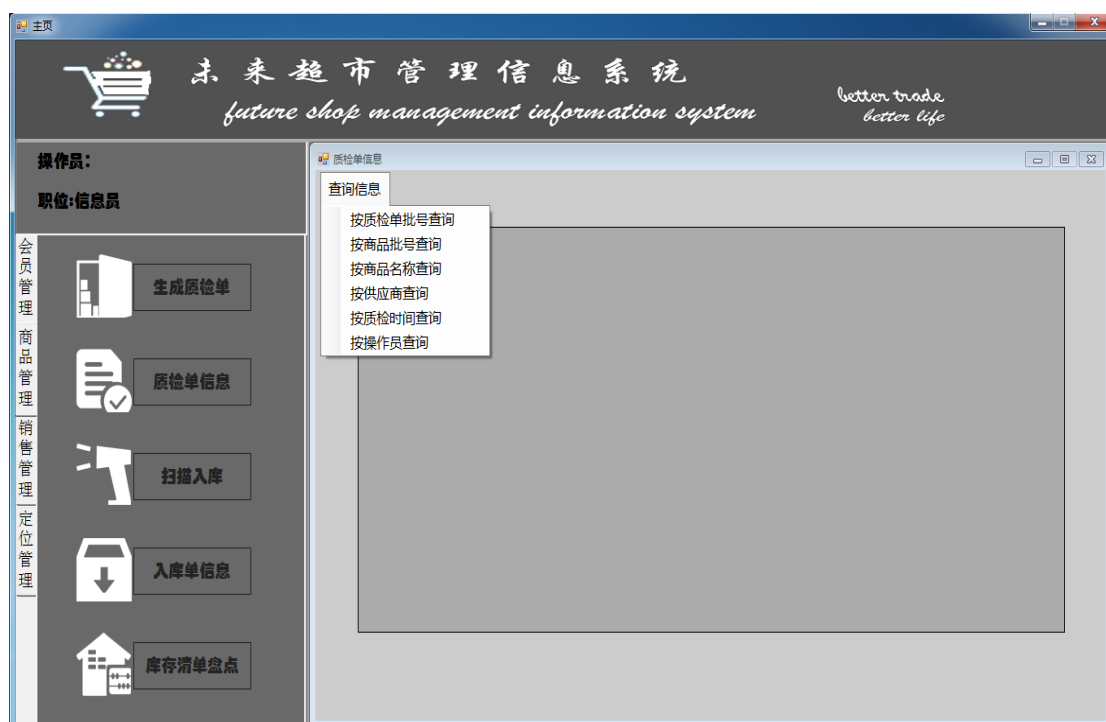 主页
未来超市管理信息系统
future shop management information system
better trade
better life
操作员:
职位:信息员
会员管理
商品管理
销售管理
定位管理
生成质检单
质检单信息
扫描入库
入库单信息
库存清单盘点
质检单信息
查询信息
按质检单批号查询
按商品批号查询
按商品名称查询
按供应商查询
按质检时间查询
按操作员查询